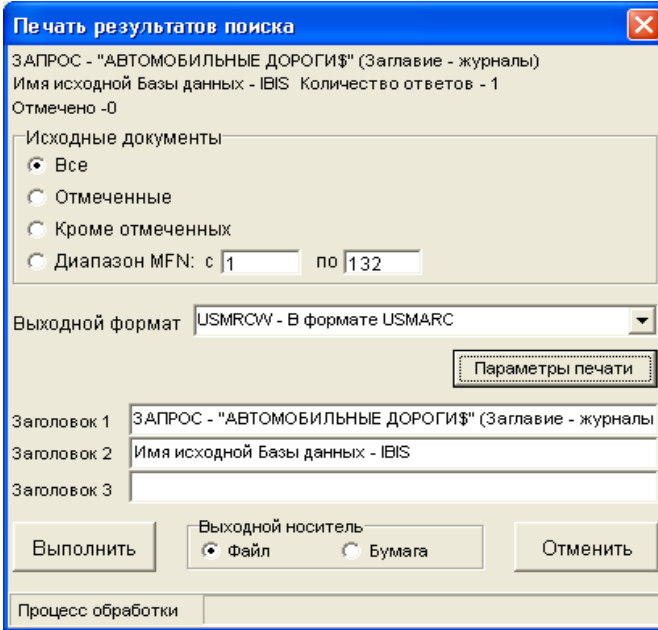 Печать результатов поиска
ЗАПРОС - "АВТОМОБИЛЬНЫЕ ДОРОГИ$" (Заглавие - журналы)
Имя исходной Базы данных - IBIS Количество ответов - 1
Отмечено -0
Исходные документы
Все
Отмеченные
Кроме отмеченных
Диапазон MFN: с 1 по 132
Выходной формат USMRCW - В формате USMARC
Параметры печати
Заголовок 1 ЗАПРОС - "АВТОМОБИЛЬНЫЕ ДОРОГИ$" (Заглавие - журналы
Заголовок 2 Имя исходной Базы данных - IBIS
Заголовок 3
Выполнить
Выходной носитель
Файл Бумага
Отменить
Процесс обработки